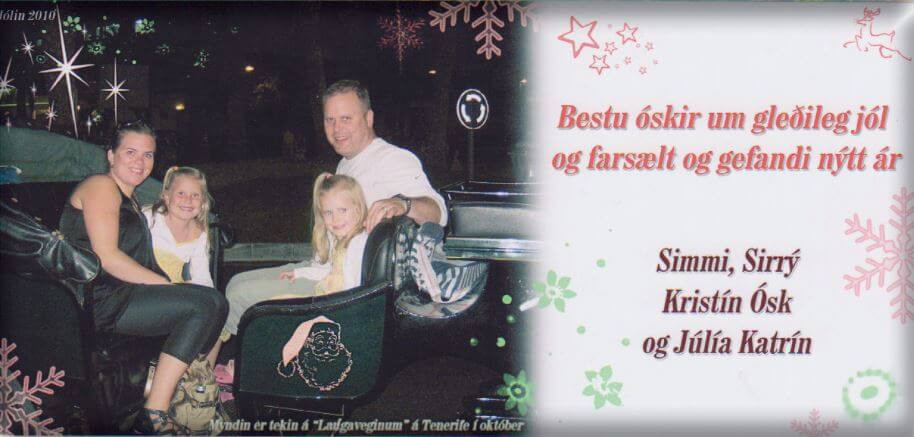 Jólin 2010
Bestu óskir um gleðileg jól
og farsælt og gefandi nýtt ár
Simmi, Sirrý
Kristín Ósk
og Júlía Katrín
Myndin er tekin á "Laugaveginum" á Tenerife í október